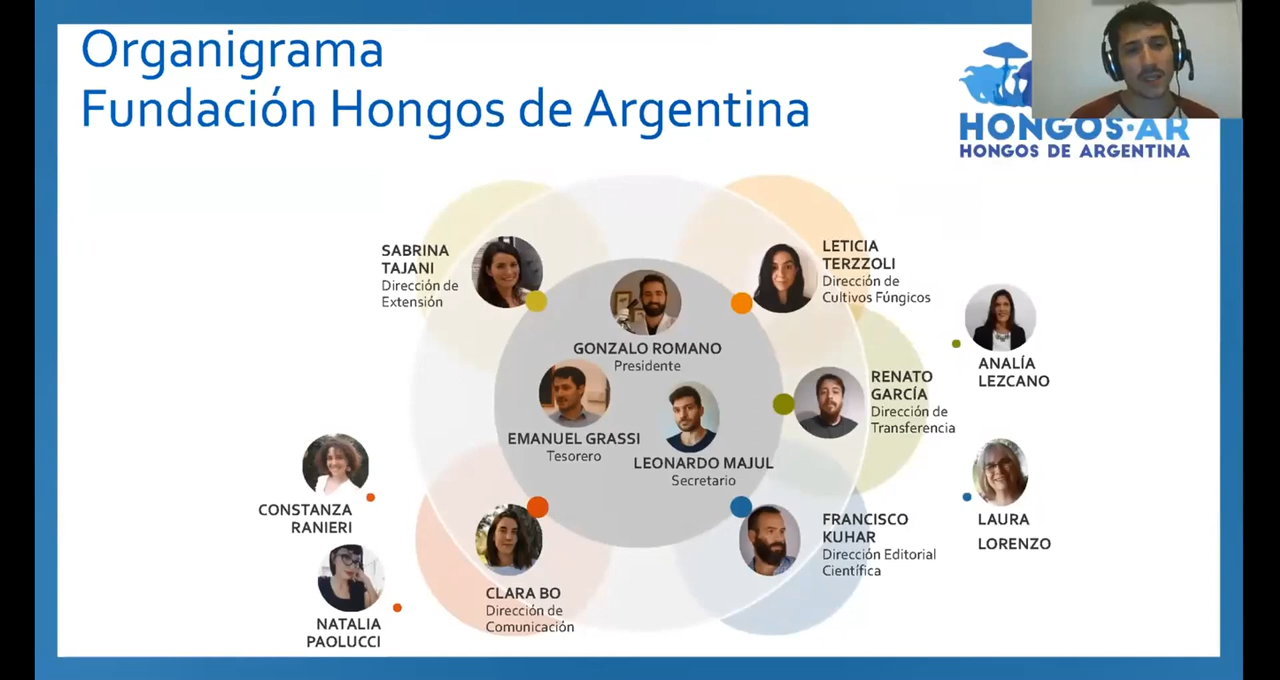 Organigrama
Fundación Hongos de Argentina
HONGOS·AR
HONGOS DE ARGENTINA
SABRINA
TAJANI
Dirección de
Extensión
LETICIA
TERZZOLI
Dirección de
Cultivos Fúngicos
GONZALO ROMANO
Presidente
ANALÍA
LEZCANO
RENATO
GARCÍA
Dirección de
Transferencia
EMANUEL GRASSI
Tesorero
LEONARDO MAJUL
Secretario
CONSTANZA
RANIERI
FRANCISCO
KUHAR
Dirección Editorial
Científica
LAURA
LORENZO
CLARA BO
Dirección de
Comunicación
NATALIA
PAOLUCCI